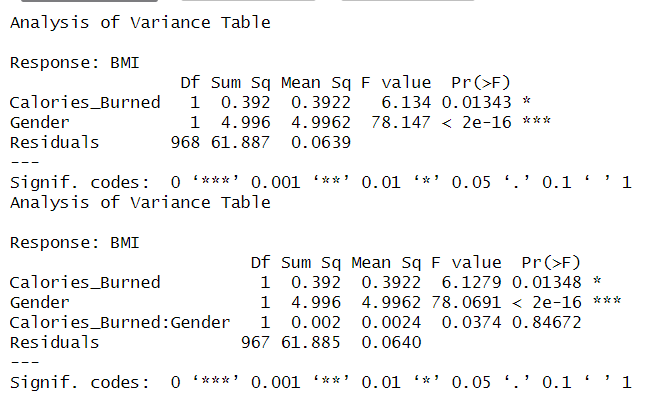 Analysis of Variance Table
Response: BMI
Df Sum Sq Mean Sq F value Pr(>F)
Calories_Burned 1 0.392 0.3922 6.134 0.01343 *
Gender 1 4.996 4.9962 78.147 < 2e-16 ***
Residuals 968 61.887 0.0639
---
Signif. codes: 0 ‘***’ 0.001 ‘**’ 0.01 ‘*’ 0.05 ‘.’ 0.1 ‘ ’ 1
Analysis of Variance Table
Response: BMI
Df Sum Sq Mean Sq F value Pr(>F)
Calories_Burned 1 0.392 0.3922 6.1279 0.01348 *
Gender 1 4.996 4.9962 78.0691 < 2e-16 ***
Calories_Burned:Gender 1 0.002 0.0024 0.0374 0.84672
Residuals 967 61.885 0.0640
---
Signif. codes: 0 ‘***’ 0.001 ‘**’ 0.01 ‘*’ 0.05 ‘.’ 0.1 ‘ ’ 1